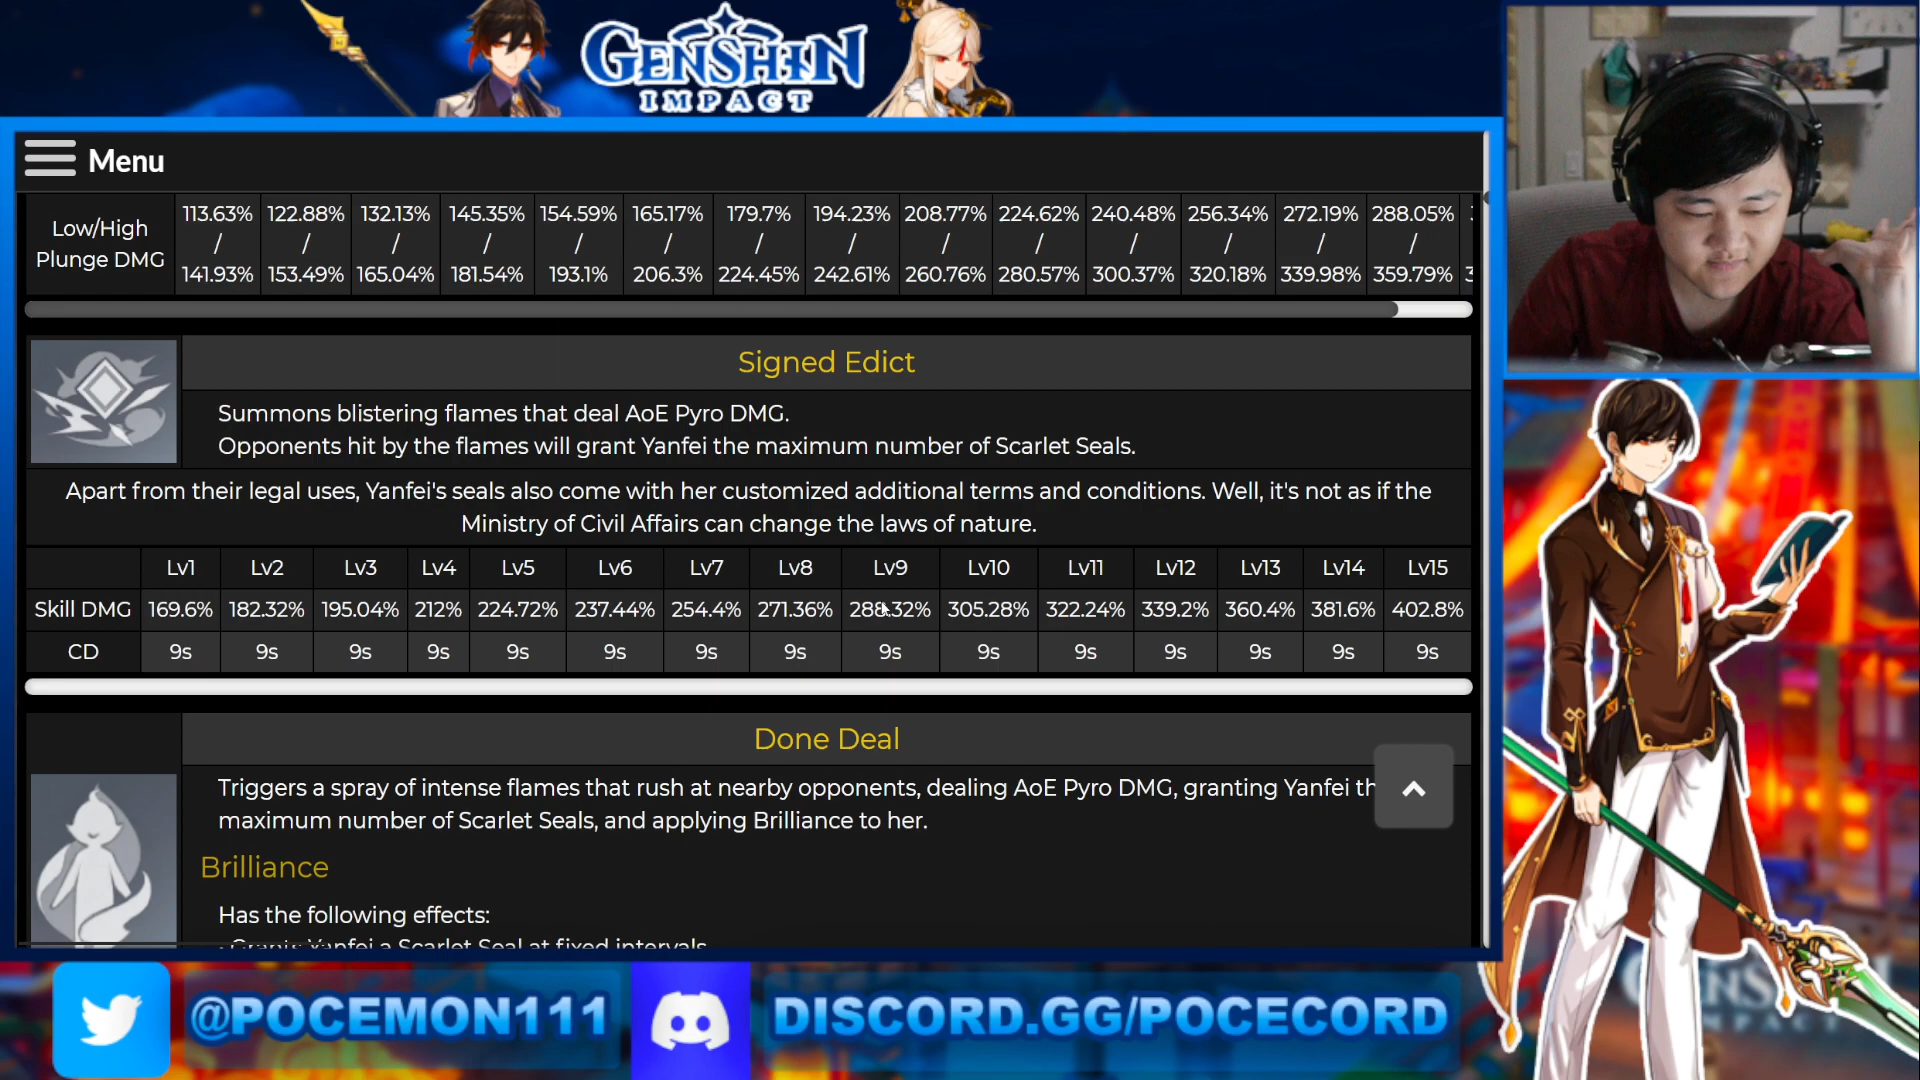 GENSHIN
IMPACT
Menu
Low/High Plunge DMG 113.63% / 141.93% 122.88% / 153.49% 132.13% / 165.04% 145.35% / 181.54% 154.59% / 193.1% 165.17% / 206.3% 179.7% / 224.45% 194.23% / 242.61% 208.77% / 260.76% 224.62% / 280.57% 240.48% / 300.37% 256.34% / 320.18% 272.19% / 339.98% 288.05% / 359.79%
Signed Edict
Summons blistering flames that deal AoE Pyro DMG.
Opponents hit by the flames will grant Yanfei the maximum number of Scarlet Seals.
Apart from their legal uses, Yanfei's seals also come with her customized additional terms and conditions. Well, it's not as if the
Ministry of Civil Affairs can change the laws of nature.
Lv1 Lv2 Lv3 Lv4 Lv5 Lv6 Lv7 Lv8 Lv9 Lv10 Lv11 Lv12 Lv13 Lv14 Lv15
Skill DMG 169.6% 182.32% 195.04% 212% 224.72% 237.44% 254.4% 271.36% 288.32% 305.28% 322.24% 339.2% 360.4% 381.6% 402.8%
CD 9s 9s 9s 9s 9s 9s 9s 9s 9s 9s 9s 9s 9s 9s 9s
Done Deal
Triggers a spray of intense flames that rush at nearby opponents, dealing AoE Pyro DMG, granting Yanfei th
maximum number of Scarlet Seals, and applying Brilliance to her.
Brilliance
Has the following effects:
· Grants Yanfei a Scarlet Seal at fixed intervals
@POCEMON111
DISCORD.GG/POCECORD